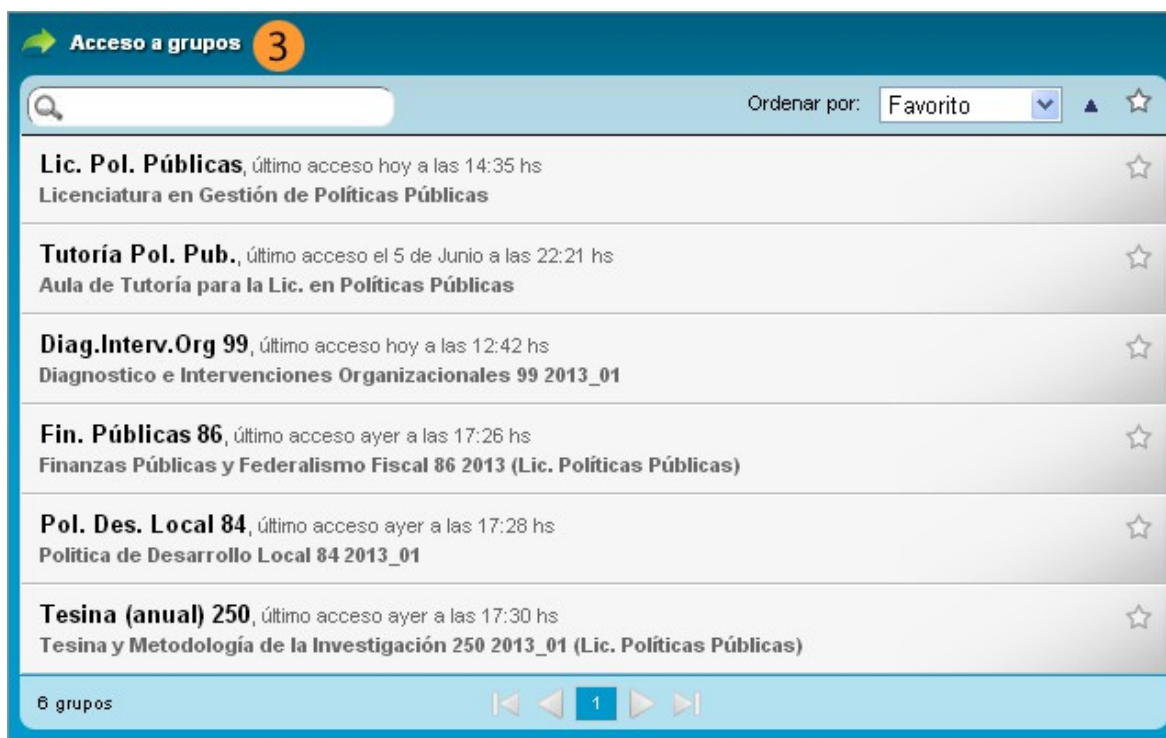 Acceso a grupos 3
Ordenar por: Favorito
Lic. Pol. Públicas, último acceso hoy a las 14:35 hs
Licenciatura en Gestión de Políticas Públicas
Tutoría Pol. Pub., último acceso el 5 de Junio a las 22:21 hs
Aula de Tutoría para la Lic. en Políticas Públicas
Diag.Interv.Org 99, último acceso hoy a las 12:42 hs
Diagnostico e Intervenciones Organizacionales 99 2013_01
Fin. Públicas 86, último acceso ayer a las 17:26 hs
Finanzas Públicas y Federalismo Fiscal 86 2013 (Lic. Políticas Públicas)
Pol. Des. Local 84, último acceso ayer a las 17:28 hs
Politica de Desarrollo Local 84 2013_01
Tesina (anual) 250, último acceso ayer a las 17:30 hs
Tesina y Metodología de la Investigación 250 2013_01 (Lic. Políticas Públicas)
6 grupos 1